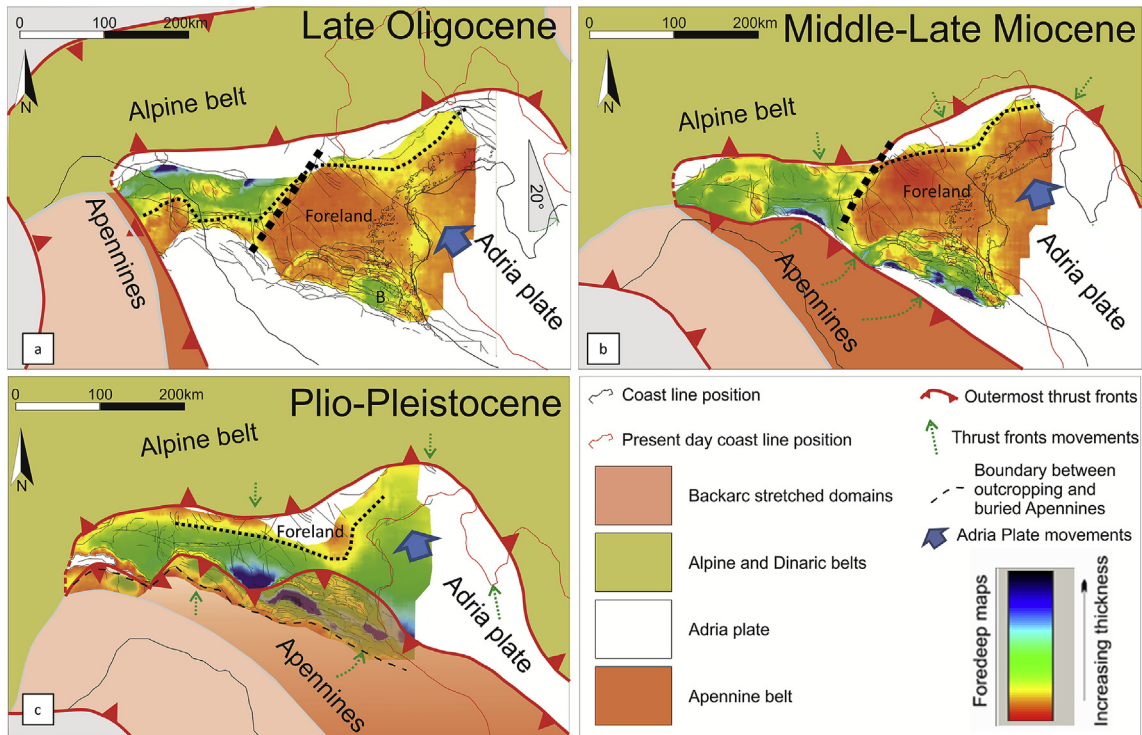 0 100 200km
Late Oligocene
N
Alpine belt
Foreland
20°
Apennines
Adria plate
B
a
0 100 200km
Middle-Late Miocene
N
Alpine belt
Foreland
Apennines
Adria plate
b
0 100 200km
Plio-Pleistocene
N
Alpine belt
Foreland
Adria plate
Apennines
c
Coast line position
Present day coast line position
Backarc stretched domains
Alpine and Dinaric belts
Adria plate
Apennine belt
Outermost thrust fronts
Thrust fronts movements
Boundary between
outcropping and
buried Apennines
Adria Plate movements
Foredeep maps
Increasing thickness